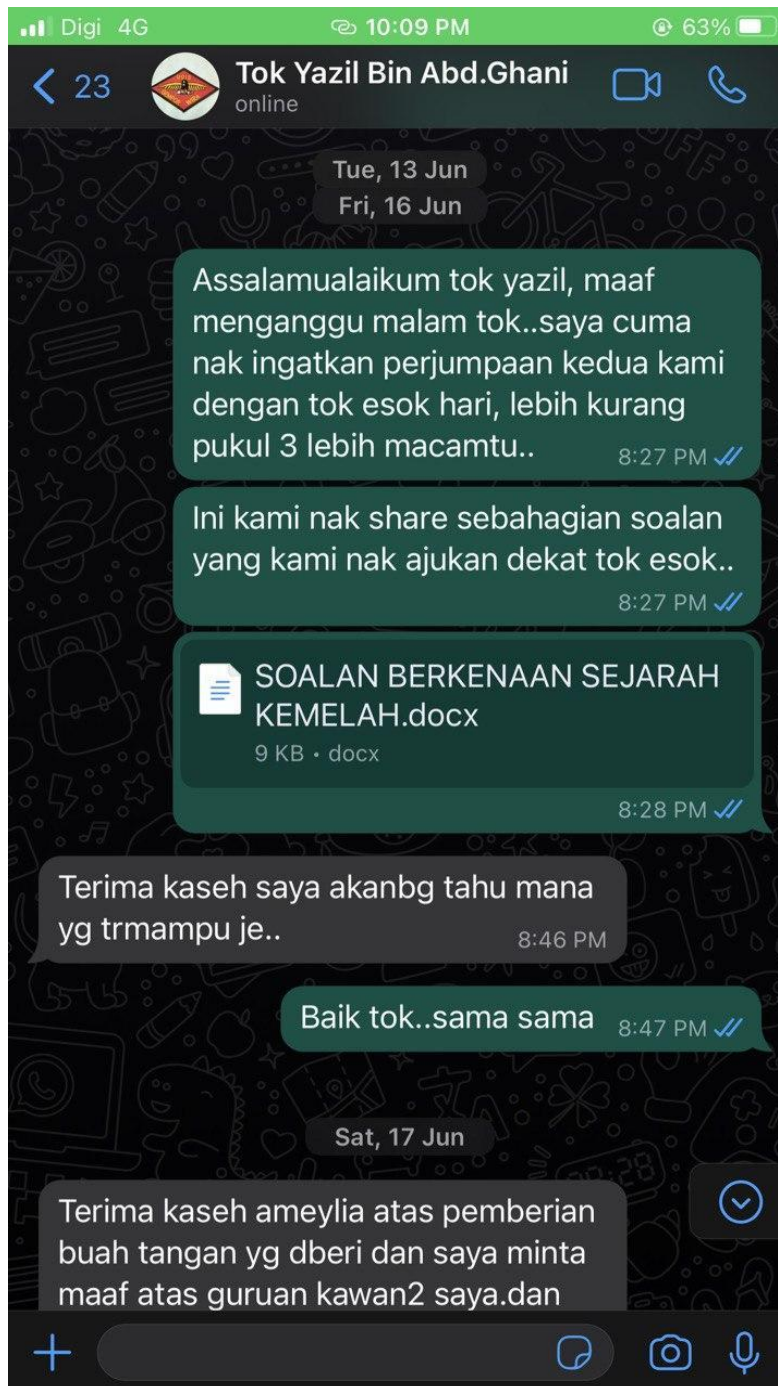 Digi 4G 10:09 PM 63%
23 Tok Yazil Bin Abd.Ghani
online
Tue, 13 Jun
Fri, 16 Jun
Assalamualaikum tok yazil, maaf
menganggu malam tok..saya cuma
nak ingatkan perjumpaan kedua kami
dengan tok esok hari, lebih kurang
pukul 3 lebih macamtu..
8:27 PM
Ini kami nak share sebahagian soalan
yang kami nak ajukan dekat tok esok..
8:27 PM
SOALAN BERKENAAN SEJARAH
KEMELAH.docx
9 KB • docx
8:28 PM
Terima kaseh saya akanbg tahu mana
yg trmampu je..
8:46 PM
Baik tok..sama sama 8:47 PM
Sat, 17 Jun
Terima kaseh ameylia atas pemberian
buah tangan yg dberi dan saya minta
maaf atas guruan kawan2 saya.dan